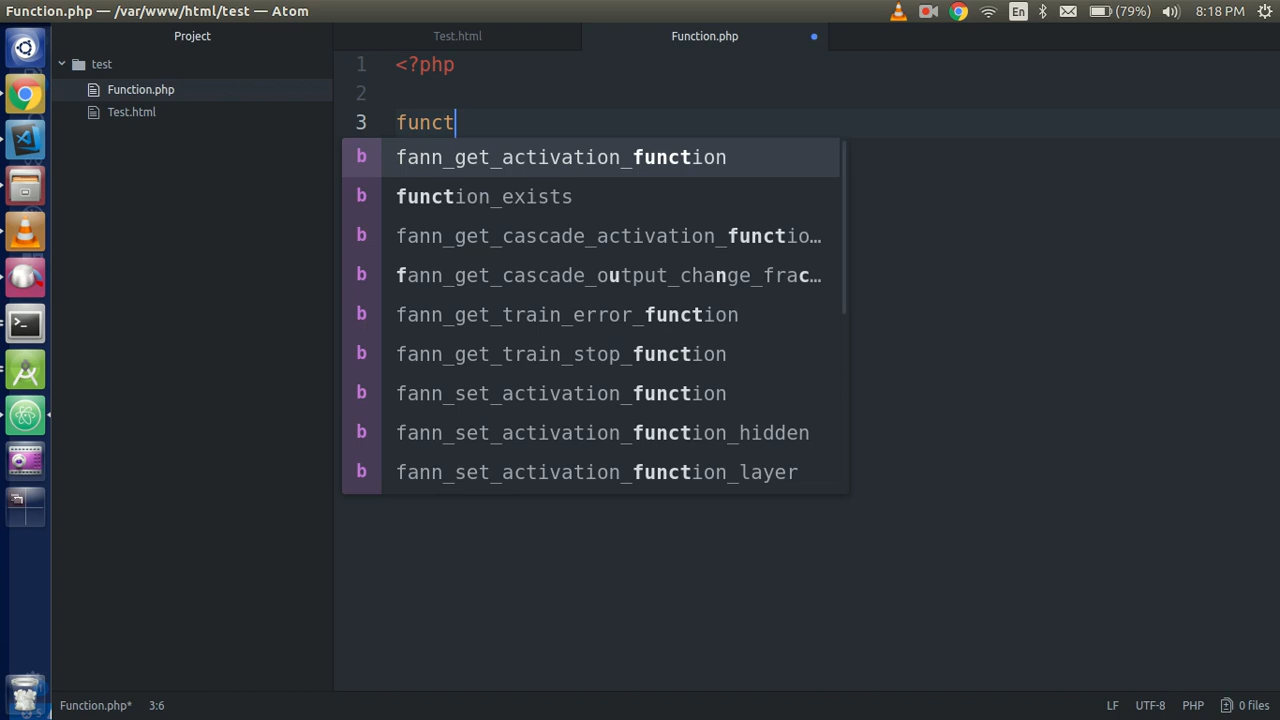 Function.php — /var/www/html/test — Atom
En
(79%)
8:18 PM
Project
Test.html
Function.php
test
Function.php
Test.html
1 <?php
2
3 funct
b fann_get_activation_function
b function_exists
b fann_get_cascade_activation_functio…
b fann_get_cascade_output_change_frac…
b fann_get_train_error_function
b fann_get_train_stop_function
b fann_set_activation_function
b fann_set_activation_function_hidden
b fann_set_activation_function_layer
Function.php* 3:6
LF UTF-8 PHP 0 files